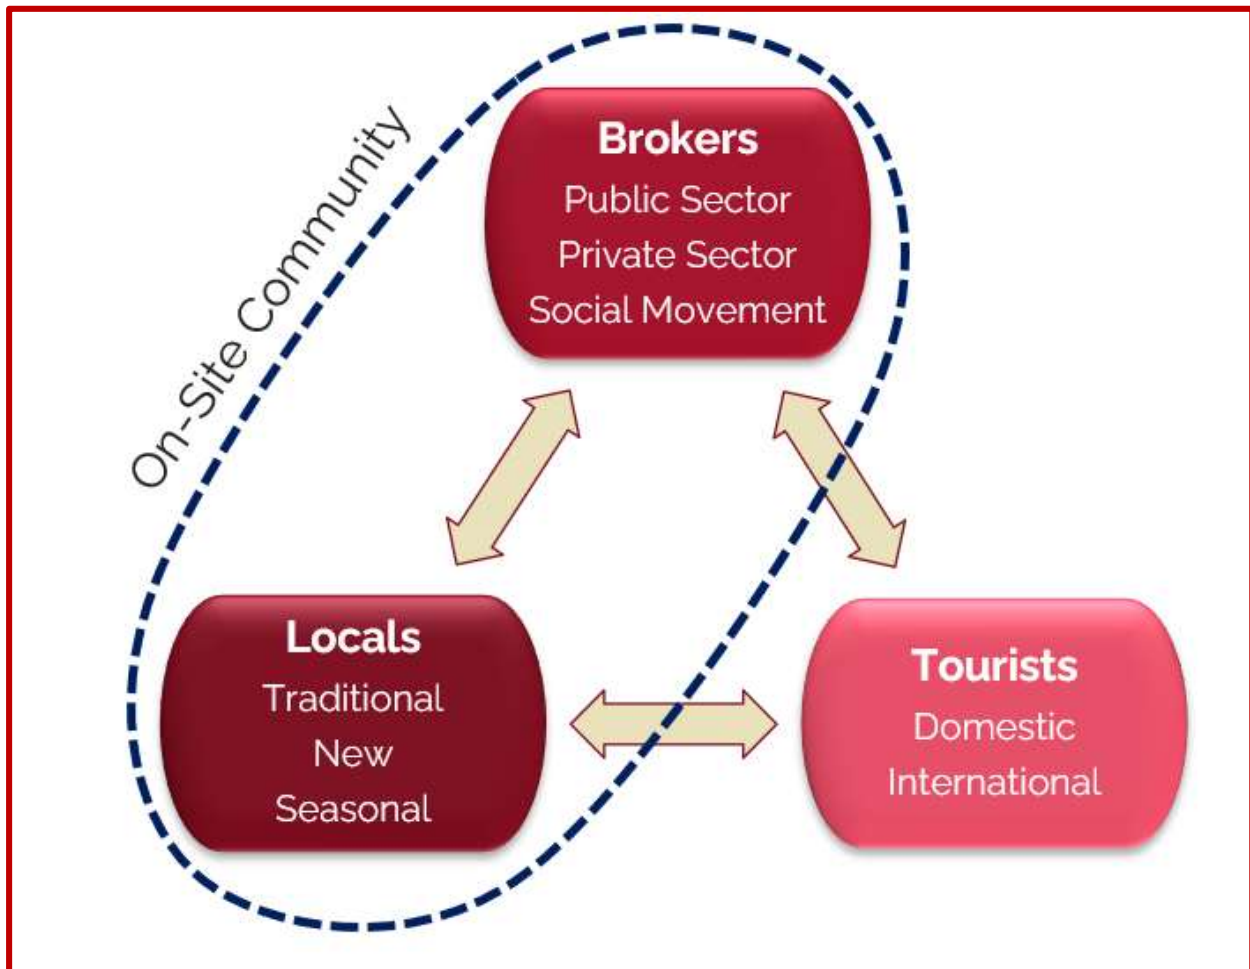 On-Site Community
Brokers
Public Sector
Private Sector
Social Movement
Locals
Traditional
New
Seasonal
Tourists
Domestic
International